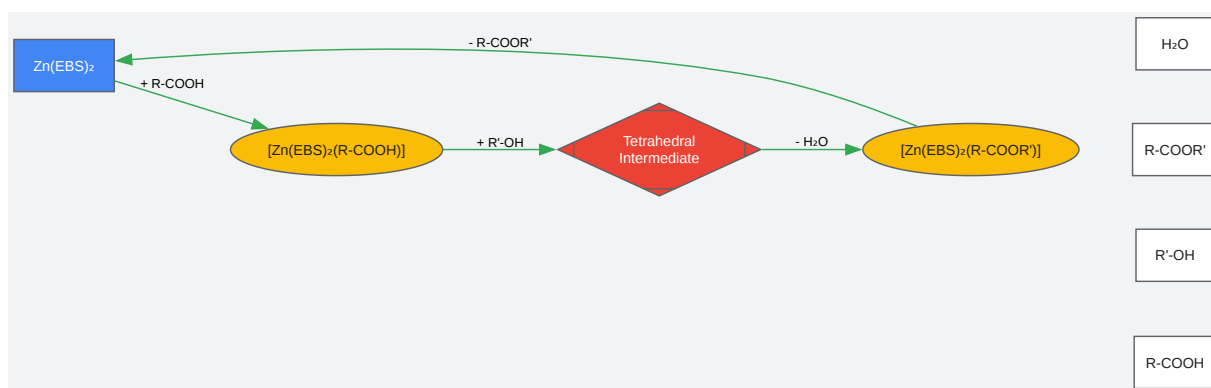 - R-COOR'
H₂O
Zn(EBS)₂
+ R-COOH
[Zn(EBS)₂(R-COOH)]
+ R'-OH
Tetrahedral
Intermediate
- H₂O
[Zn(EBS)₂(R-COOR')]
R-COOR'
R'-OH
R-COOH